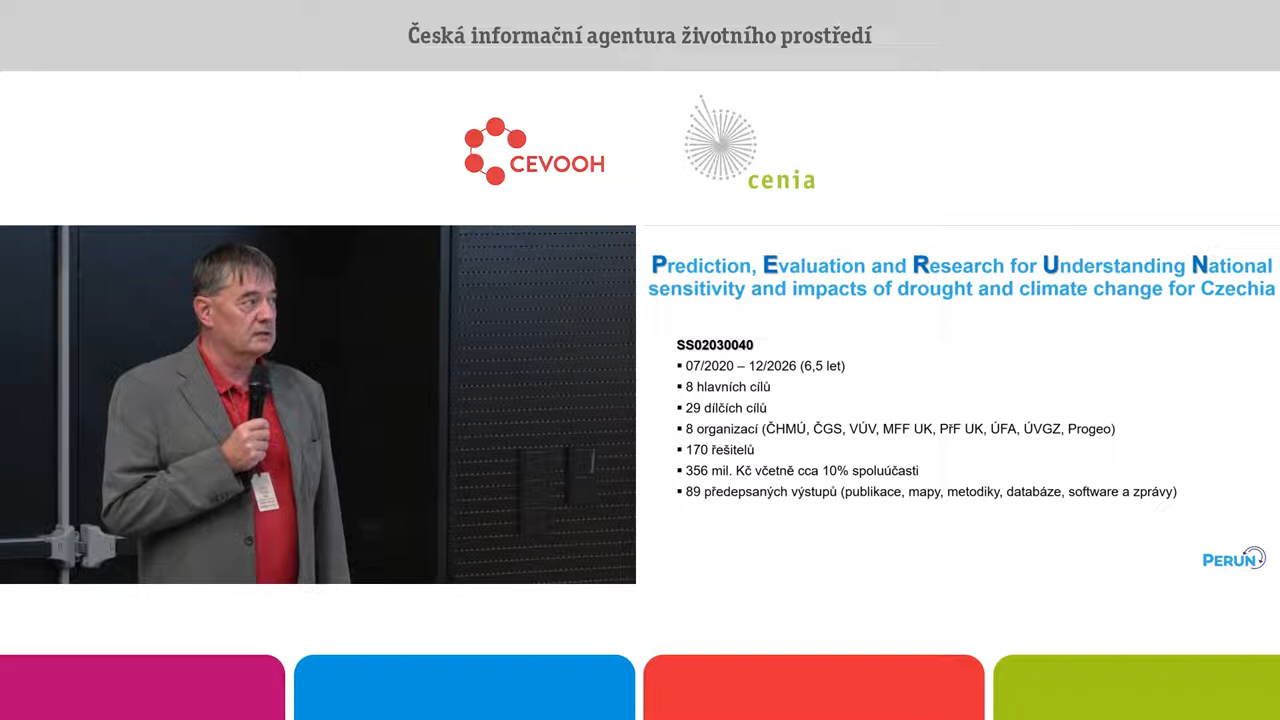 Česká informační agentura životního prostředí
CEVOOH
cenia
Prediction, Evaluation and Research for Understanding National
sensitivity and impacts of drought and climate change for Czechia
SS02030040
▪ 07/2020 – 12/2026 (6,5 let)
▪ 8 hlavních cílů
▪ 29 dílčích cílů
▪ 8 organizací (ČHMÚ, ČGS, VÚV, MFF UK, PřF UK, ÚFA, ÚVGZ, Progeo)
▪ 170 řešitelů
▪ 356 mil. Kč včetně cca 10% spoluúčasti
▪ 89 předepsaných výstupů (publikace, mapy, metodiky, databáze, software a zprávy)
PERUN